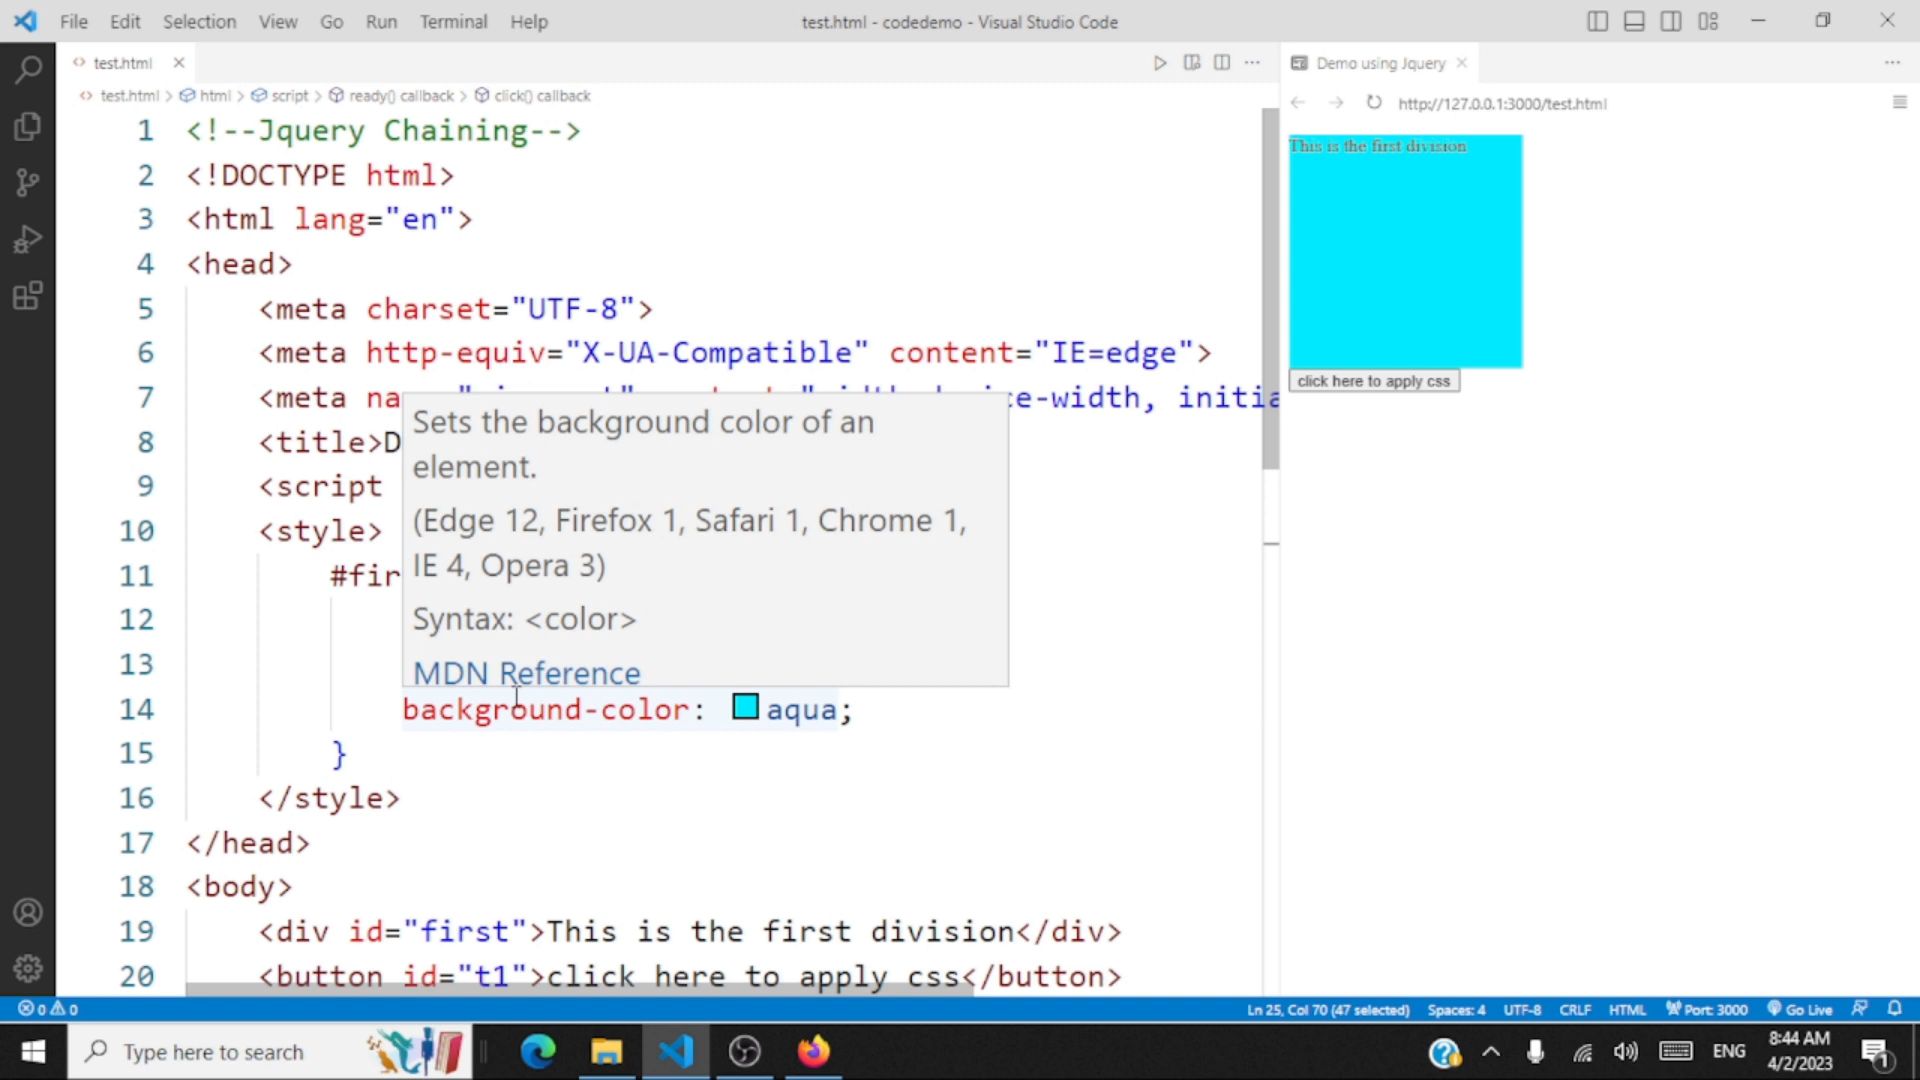 File Edit Selection View Go Run Terminal Help
test.html - codedemo - Visual Studio Code
test.html
test.html > html > script > ready() callback > click() callback
1 <!--Jquery Chaining-->
2 <!DOCTYPE html>
3 <html lang="en">
4 <head>
5 <meta charset="UTF-8">
6 <meta http-equiv="X-UA-Compatible" content="IE=edge">
7 <meta na e-width, initia
8 <title>D
9 <script
10 <style>
11 #fir
12
13
14 background-color: aqua;
15 }
16 </style>
17 </head>
18 <body>
19 <div id="first">This is the first division</div>
20 <button id="t1">click here to apply css</button>
Sets the background color of an
element.
(Edge 12, Firefox 1, Safari 1, Chrome 1,
IE 4, Opera 3)
Syntax: <color>
MDN Reference
Demo using Jquery
http://127.0.0.1:3000/test.html
This is the first division
click here to apply css
0 0
Ln 25, Col 70 (47 selected) Spaces: 4 UTF-8 CRLF HTML Port: 3000 Go Live
Type here to search
ENG
8:44 AM
4/2/2023
1